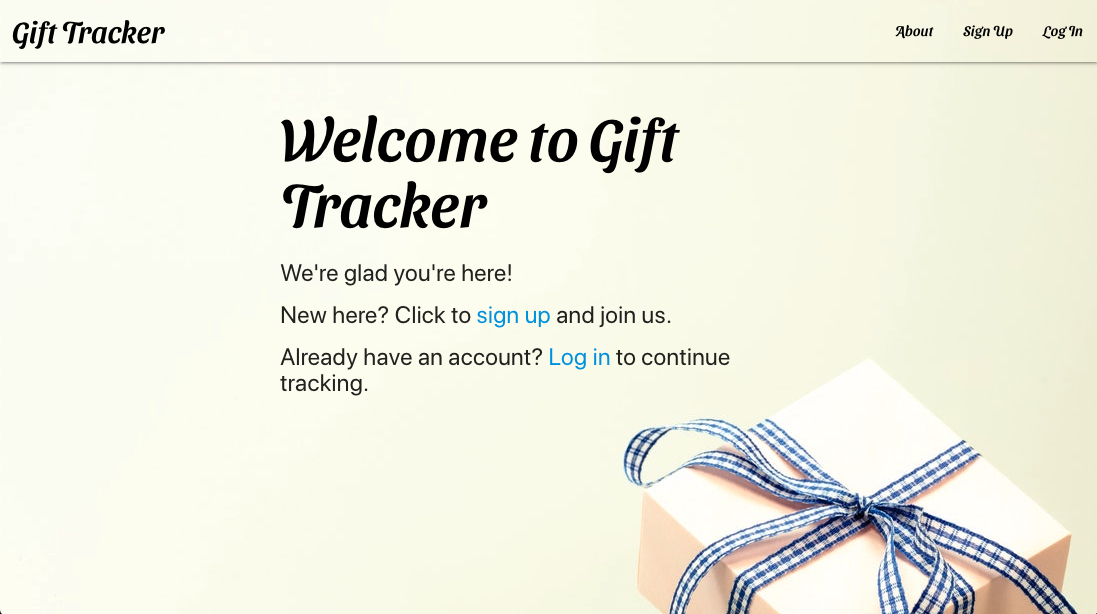 Gift Tracker
About Sign Up Log In
Welcome to Gift
Tracker
We're glad you're here!
New here? Click to sign up and join us.
Already have an account? Log in to continue
tracking.